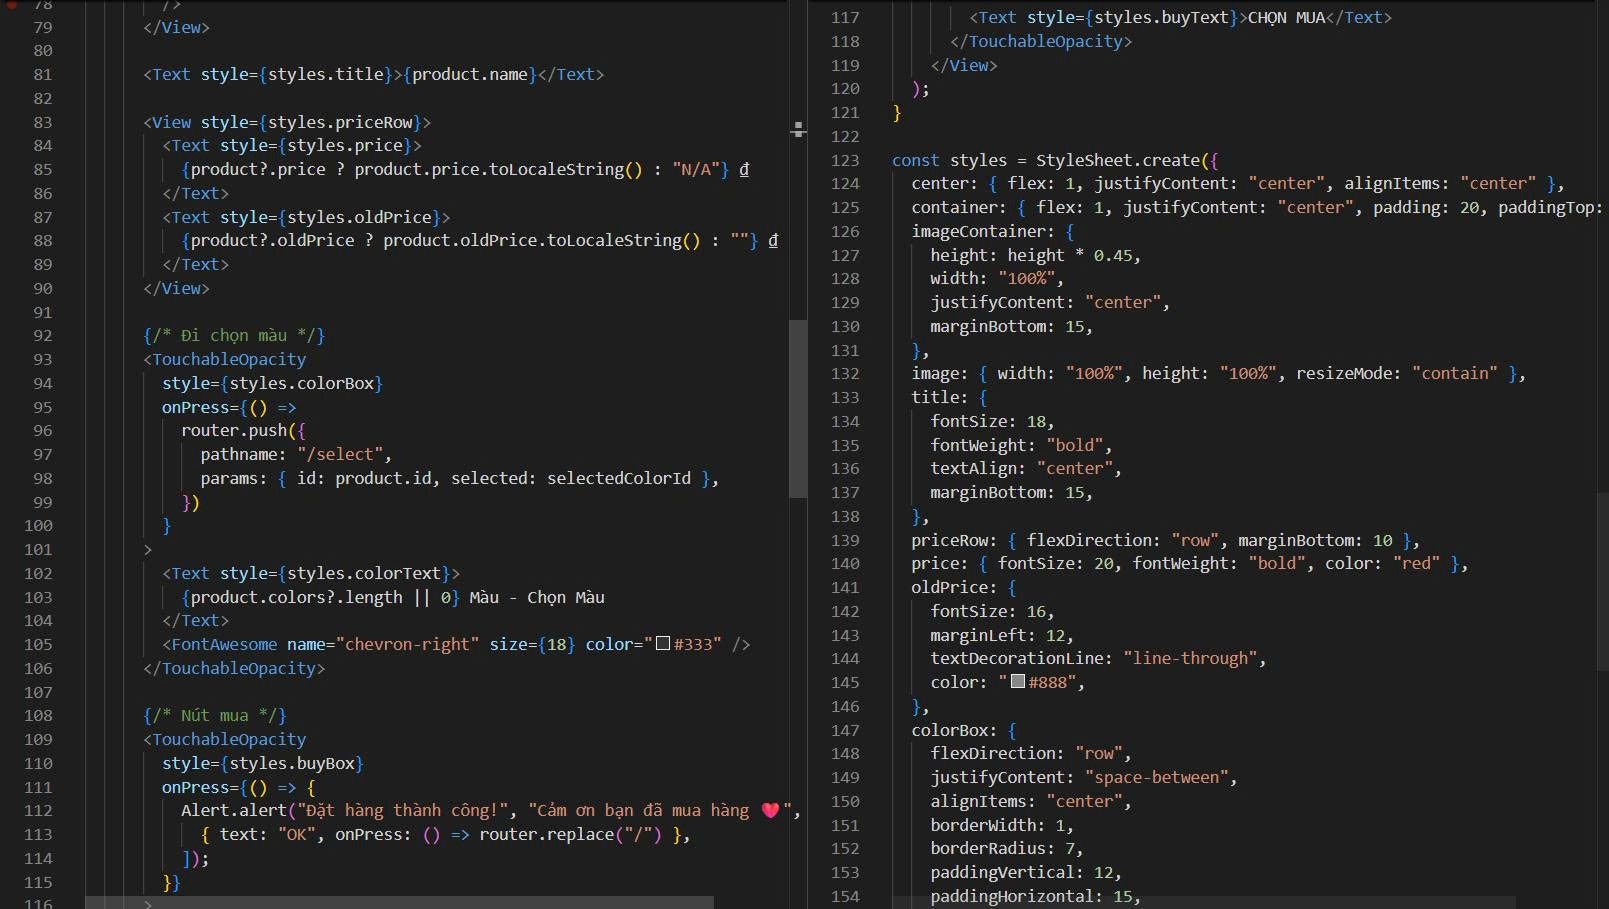 78 />
79 </View>
80
81 <Text style={styles.title}>{product.name}</Text>
82
83 <View style={styles.priceRow}>
84 <Text style={styles.price}>
85 {product?.price ? product.price.toLocaleString() : "N/A"} ₫
86 </Text>
87 <Text style={styles.oldPrice}>
88 {product?.oldPrice ? product.oldPrice.toLocaleString() : ""} ₫
89 </Text>
90 </View>
91
92 {/* Đi chọn màu */}
93 <TouchableOpacity
94 style={styles.colorBox}
95 onPress={() =>
96 router.push({
97 pathname: "/select",
98 params: { id: product.id, selected: selectedColorId },
99 })
100 }
101 >
102 <Text style={styles.colorText}>
103 {product.colors?.length || 0} Màu - Chọn Màu
104 </Text>
105 <FontAwesome name="chevron-right" size={18} color="#333" />
106 </TouchableOpacity>
107
108 {/* Nút mua */}
109 <TouchableOpacity
110 style={styles.buyBox}
111 onPress={() => {
112 Alert.alert("Đặt hàng thành công!", "Cảm ơn bạn đã mua hàng ❤️",
113 { text: "OK", onPress: () => router.replace("/") },
114 ]);
115 }}
116 >
117 <Text style={styles.buyText}>CHỌN MUA</Text>
118 </TouchableOpacity>
119 </View>
120 );
121 }
122
123 const styles = StyleSheet.create({
124 center: { flex: 1, justifyContent: "center", alignItems: "center" },
125 container: { flex: 1, justifyContent: "center", padding: 20, paddingTop:
126 imageContainer: {
127 height: height * 0.45,
128 width: "100%",
129 justifyContent: "center",
130 marginBottom: 15,
131 },
132 image: { width: "100%", height: "100%", resizeMode: "contain" },
133 title: {
134 fontSize: 18,
135 fontWeight: "bold",
136 textAlign: "center",
137 marginBottom: 15,
138 },
139 priceRow: { flexDirection: "row", marginBottom: 10 },
140 price: { fontSize: 20, fontWeight: "bold", color: "red" },
141 oldPrice: {
142 fontSize: 16,
143 marginLeft: 12,
144 textDecorationLine: "line-through",
145 color: "#888",
146 },
147 colorBox: {
148 flexDirection: "row",
149 justifyContent: "space-between",
150 alignItems: "center",
151 borderWidth: 1,
152 borderRadius: 7,
153 paddingVertical: 12,
154 paddingHorizontal: 15,